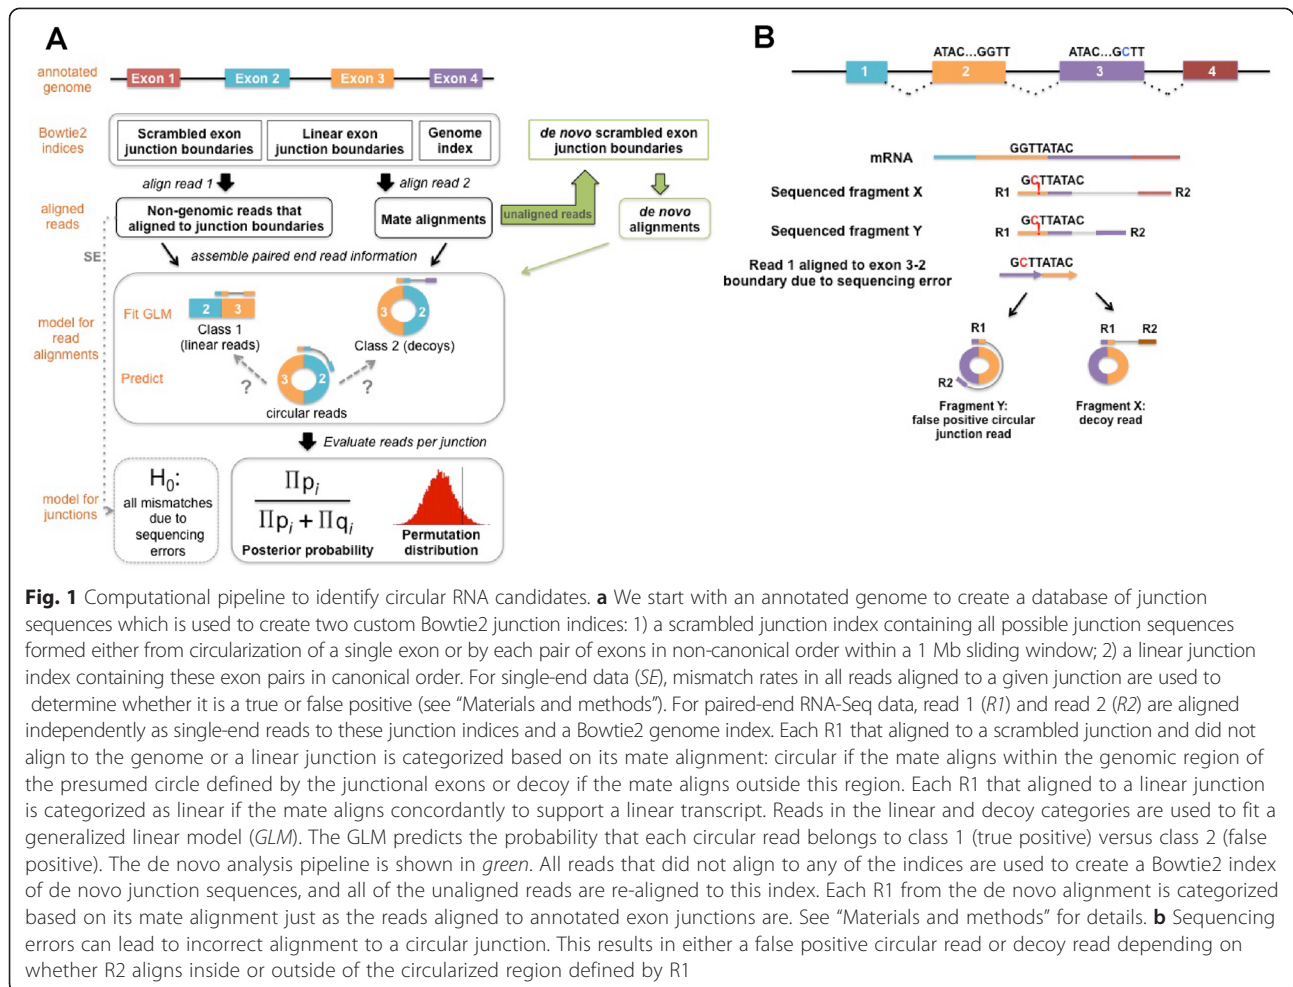 A
annotated
genome
Exon 1
Exon 2
Exon 3
Exon 4
Bowtie2
indices
Scrambled exon
junction boundaries
Linear exon
junction boundaries
Genome
index
de novo scrambled exon
junction boundaries
align read 1
align read 2
aligned
reads
Non-genomic reads that
aligned to junction boundaries
Mate alignments
unaligned reads
de novo
alignments
SE
assemble paired end read information
model for
read
alignments
Fit GLM
2 3
Class 1
(linear reads)
3 2
Class 2 (decoys)
Predict
?
3 2
?
circular reads
Evaluate reads per junction
model for
junctions
H0:
all mismatches
due to
sequencing
errors
Πpi
Πpi + Πqi
Posterior probability
Permutation
distribution
B
ATAC...GGTT
ATAC...GCTT
1
2
3
4
mRNA
GGTTATAC
Sequenced fragment X
R1
GCTTATAC
R2
Sequenced fragment Y
R1
GCTTATAC
R2
Read 1 aligned to exon 3-2
boundary due to sequencing error
GCTTATAC
R1
R2
Fragment Y:
false positive circular
junction read
R1
R2
Fragment X:
decoy read
Fig. 1 Computational pipeline to identify circular RNA candidates. a We start with an annotated genome to create a database of junction
sequences which is used to create two custom Bowtie2 junction indices: 1) a scrambled junction index containing all possible junction sequences
formed either from circularization of a single exon or by each pair of exons in non-canonical order within a 1 Mb sliding window; 2) a linear junction
index containing these exon pairs in canonical order. For single-end data (SE), mismatch rates in all reads aligned to a given junction are used to
determine whether it is a true or false positive (see “Materials and methods”). For paired-end RNA-Seq data, read 1 (R1) and read 2 (R2) are aligned
independently as single-end reads to these junction indices and a Bowtie2 genome index. Each R1 that aligned to a scrambled junction and did not
align to the genome or a linear junction is categorized based on its mate alignment: circular if the mate aligns within the genomic region of
the presumed circle defined by the junctional exons or decoy if the mate aligns outside this region. Each R1 that aligned to a linear junction
is categorized as linear if the mate aligns concordantly to support a linear transcript. Reads in the linear and decoy categories are used to fit a
generalized linear model (GLM). The GLM predicts the probability that each circular read belongs to class 1 (true positive) versus class 2 (false
positive). The de novo analysis pipeline is shown in green. All reads that did not align to any of the indices are used to create a Bowtie2 index
of de novo junction sequences, and all of the unaligned reads are re-aligned to this index. Each R1 from the de novo alignment is categorized
based on its mate alignment just as the reads aligned to annotated exon junctions are. See “Materials and methods” for details. b Sequencing
errors can lead to incorrect alignment to a circular junction. This results in either a false positive circular read or decoy read depending on
whether R2 aligns inside or outside of the circularized region defined by R1